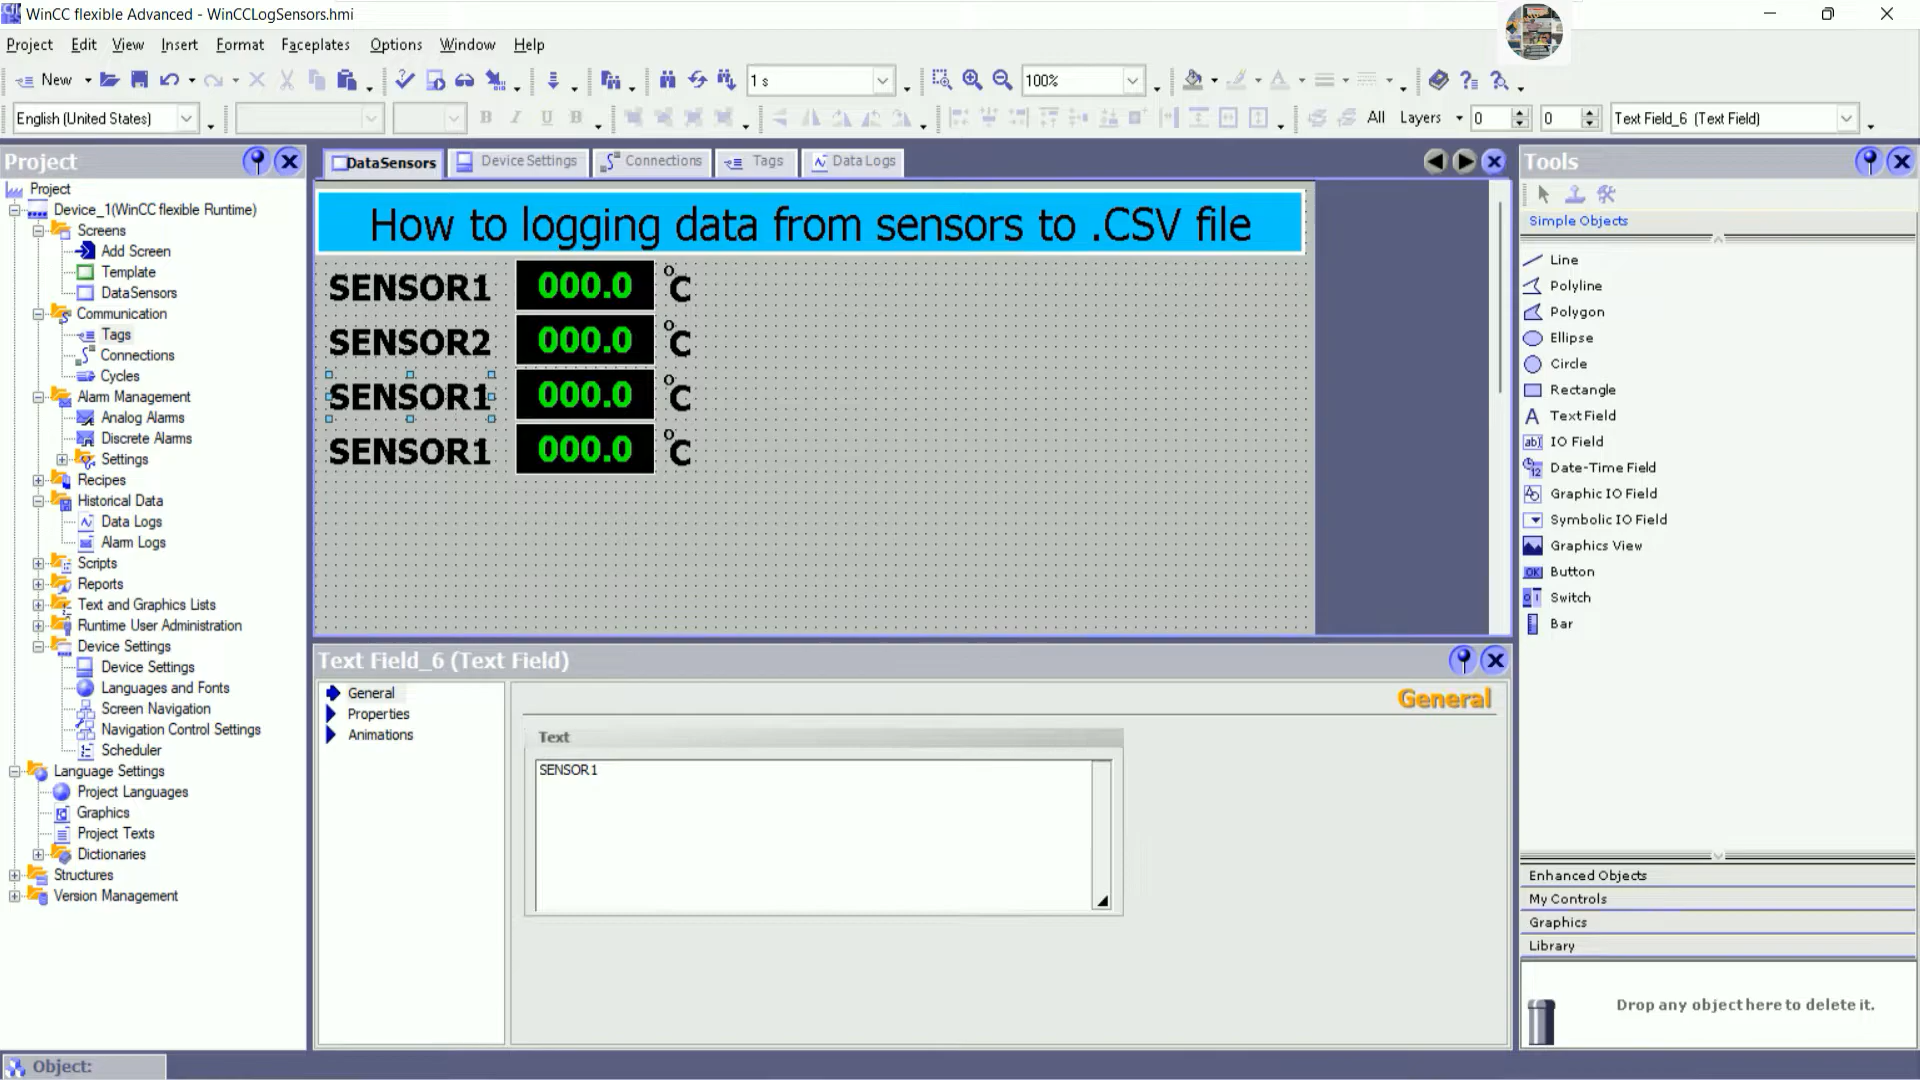 WinCC flexible Advanced - WinCCLogSensors.hmi
Project Edit View Insert Format Faceplates Options Window Help
New 1 s 100%
English (United States) B I U B All Layers 0 0 Text Field_6 (Text Field)
Project
Project
Device_1(WinCC flexible Runtime)
Screens
Add Screen
Template
DataSensors
Communication
Tags
Connections
Cycles
Alarm Management
Analog Alarms
Discrete Alarms
Settings
Recipes
Historical Data
Data Logs
Alarm Logs
Scripts
Reports
Text and Graphics Lists
Runtime User Administration
Device Settings
Device Settings
Languages and Fonts
Screen Navigation
Navigation Control Settings
Scheduler
Language Settings
Project Languages
Graphics
Project Texts
Dictionaries
Structures
Version Management
DataSensors Device Settings Connections Tags Data Logs
How to logging data from sensors to .CSV file
SENSOR1 000.0 °C
SENSOR2 000.0 °C
SENSOR1 000.0 °C
SENSOR1 000.0 °C
Text Field_6 (Text Field)
General
Properties
Animations
General
Text
SENSOR1
Tools
Simple Objects
Line
Polyline
Polygon
Ellipse
Circle
Rectangle
Text Field
IO Field
Date-Time Field
Graphic IO Field
Symbolic IO Field
Graphics View
Button
Switch
Bar
Enhanced Objects
My Controls
Graphics
Library
Drop any object here to delete it.
Object: